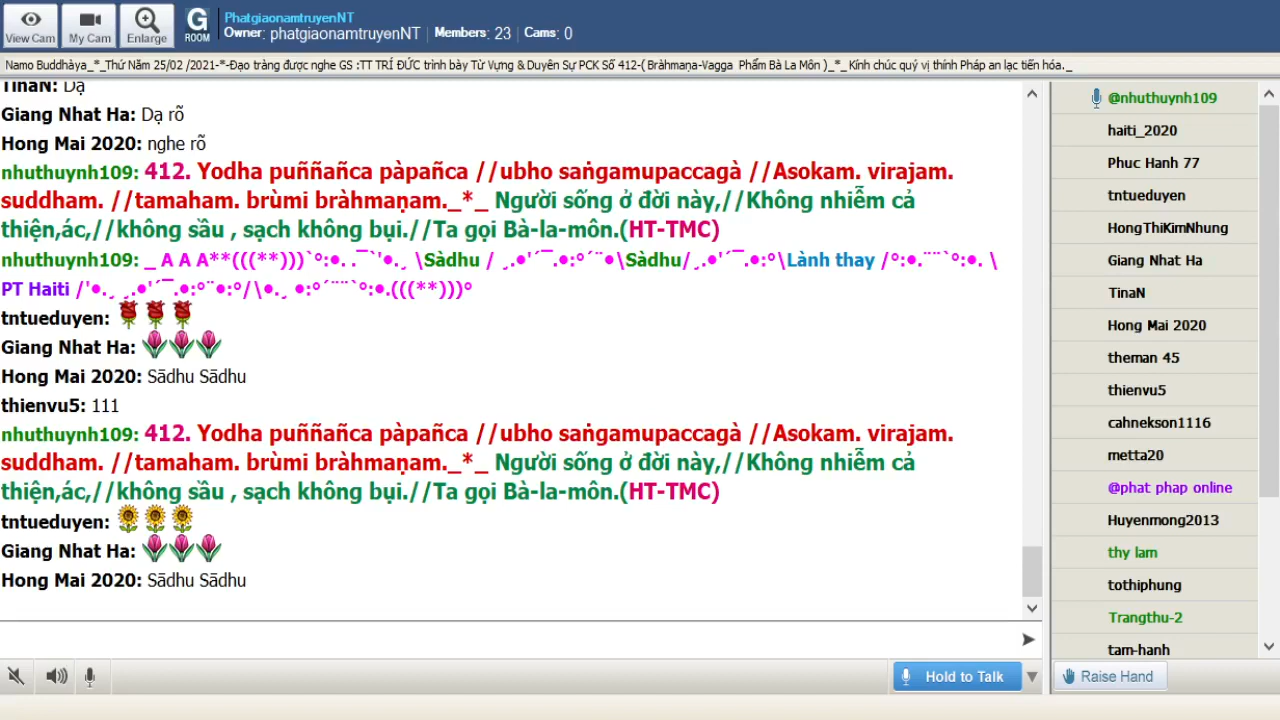 View Cam
My Cam
Enlarge
G
ROOM
PhatgiaonamtruyenNT
Owner: phatgiaonamtruyenNT | Members: 23 | Cams: 0
Namo Buddhàya_*_Thứ Năm 25/02 /2021-*-Đạo tràng được nghe GS :TT TRÍ ĐỨC trình bày Từ Vựng & Duyên Sự PCK Số 412-( Bràhmaṇa-Vagga Phẩm Bà La Môn )_*_ Kính chúc quý vị thính Pháp an lạc tiến hóa._
TinaN: Dạ
Giang Nhat Ha: Dạ rõ
Hong Mai 2020: nghe rõ
nhuthuynh109: 412. Yodha puññañca pàpañca //ubho saṅgamupaccagà //Asokam. virajam.
suddham. //tamaham. brùmi bràhmaṇam._*_ Người sống ở đời này,//Không nhiễm cả
thiện,ác,//không sầu , sạch không bụi.//Ta gọi Bà-la-môn.(HT-TMC)
nhuthuynh109: _ A A A**(((**)))`°:•. .¯`'•.¸ \Sàdhu / ¸.•'´¯.•:°´¨•\Sàdhu/¸.•'´¯.•:°\Lành thay /°:•.¨¨`°:•. \
PT Haiti /'•.¸ ¸.•'´¯.•:°¨•:°/\•.¸ •:°´¨¨`°:•.(((**)))°
tntueduyen:
Giang Nhat Ha:
Hong Mai 2020: Sādhu Sādhu
thienvu5: 111
nhuthuynh109: 412. Yodha puññañca pàpañca //ubho saṅgamupaccagà //Asokam. virajam.
suddham. //tamaham. brùmi bràhmaṇam._*_ Người sống ở đời này,//Không nhiễm cả
thiện,ác,//không sầu , sạch không bụi.//Ta gọi Bà-la-môn.(HT-TMC)
tntueduyen:
Giang Nhat Ha:
Hong Mai 2020: Sādhu Sādhu
Hold to Talk
@nhuthuynh109
haiti_2020
Phuc Hanh 77
tntueduyen
HongThiKimNhung
Giang Nhat Ha
TinaN
Hong Mai 2020
theman 45
thienvu5
cahnekson1116
metta20
@phat phap online
Huyenmong2013
thy lam
tothiphung
Trangthu-2
tam-hanh
Raise Hand